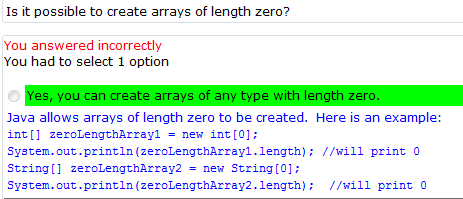 Is it possible to create arrays of length zero?
You answered incorrectly
You had to select 1 option
Yes, you can create arrays of any type with length zero.
Java allows arrays of length zero to be created.  Here is an example:
int[] zeroLengthArray1 = new int[0];
System.out.println(zeroLengthArray1.length); //will print 0
String[] zeroLengthArray2 = new String[0];
System.out.println(zeroLengthArray2.length);  //will print 0